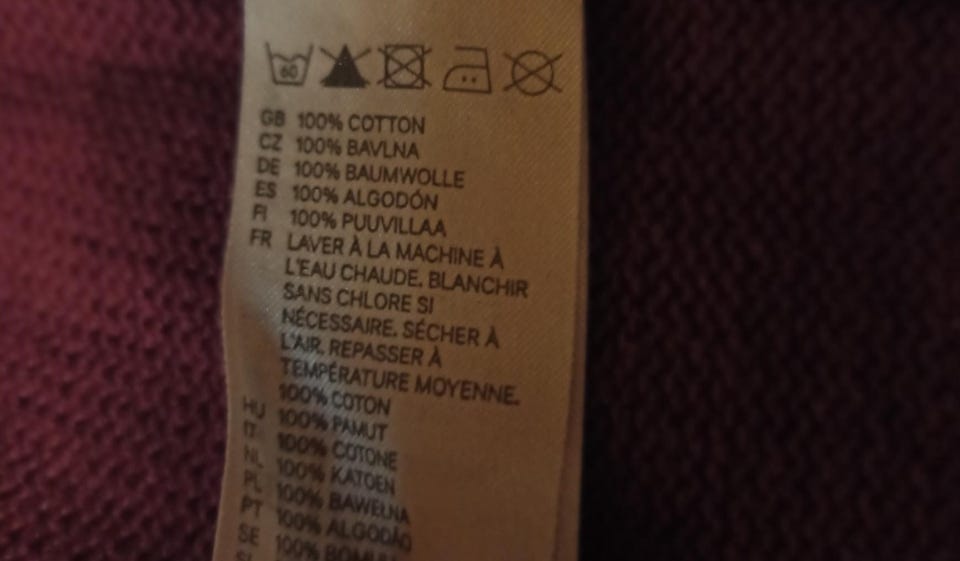 60
GB 100% COTTON
CZ 100% BAVLNA
DE 100% BAUMWOLLE
ES 100% ALGODÓN
FI 100% PUUVILLAA
FR LAVER À LA MACHINE À
L'EAU CHAUDE. BLANCHIR
SANS CHLORE SI
NÉCESSAIRE. SÉCHER À
L'AIR. REPASSER À
TEMPÉRATURE MOYENNE.
100% COTON
HU 100% PAMUT
IT 100% COTONE
NL 100% KATOEN
PL 100% BAWEŁNA
PT 100% ALGODÃO
SE 100%